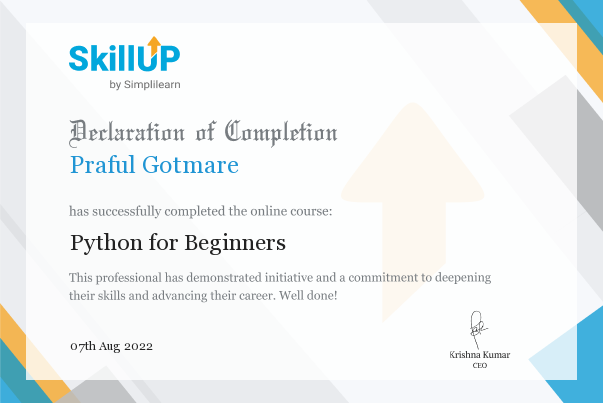 SkillUP
by Simplilearn
Declaration of Completion
Praful Gotmare
has successfully completed the online course:
Python for Beginners
This professional has demonstrated initiative and a commitment to deepening
their skills and advancing their career. Well done!
07th Aug 2022
Krishna Kumar
CEO